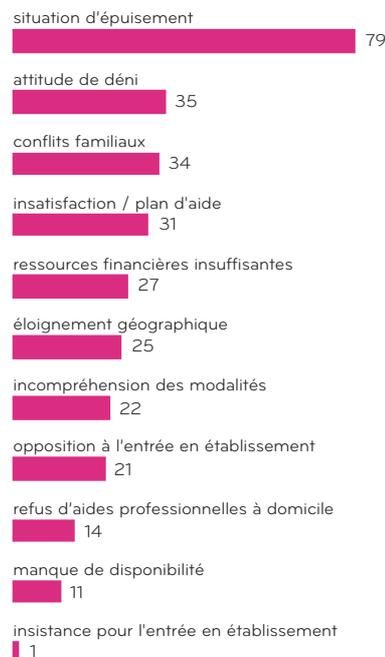 situation d'épuisement
79
attitude de déni
35
conflits familiaux
34
insatisfaction / plan d'aide
31
ressources financières insuffisantes
27
éloignement géographique
25
incompréhension des modalités
22
opposition à l'entrée en établissement
21
refus d'aides professionnelles à domicile
14
manque de disponibilité
11
insistance pour l'entrée en établissement
1